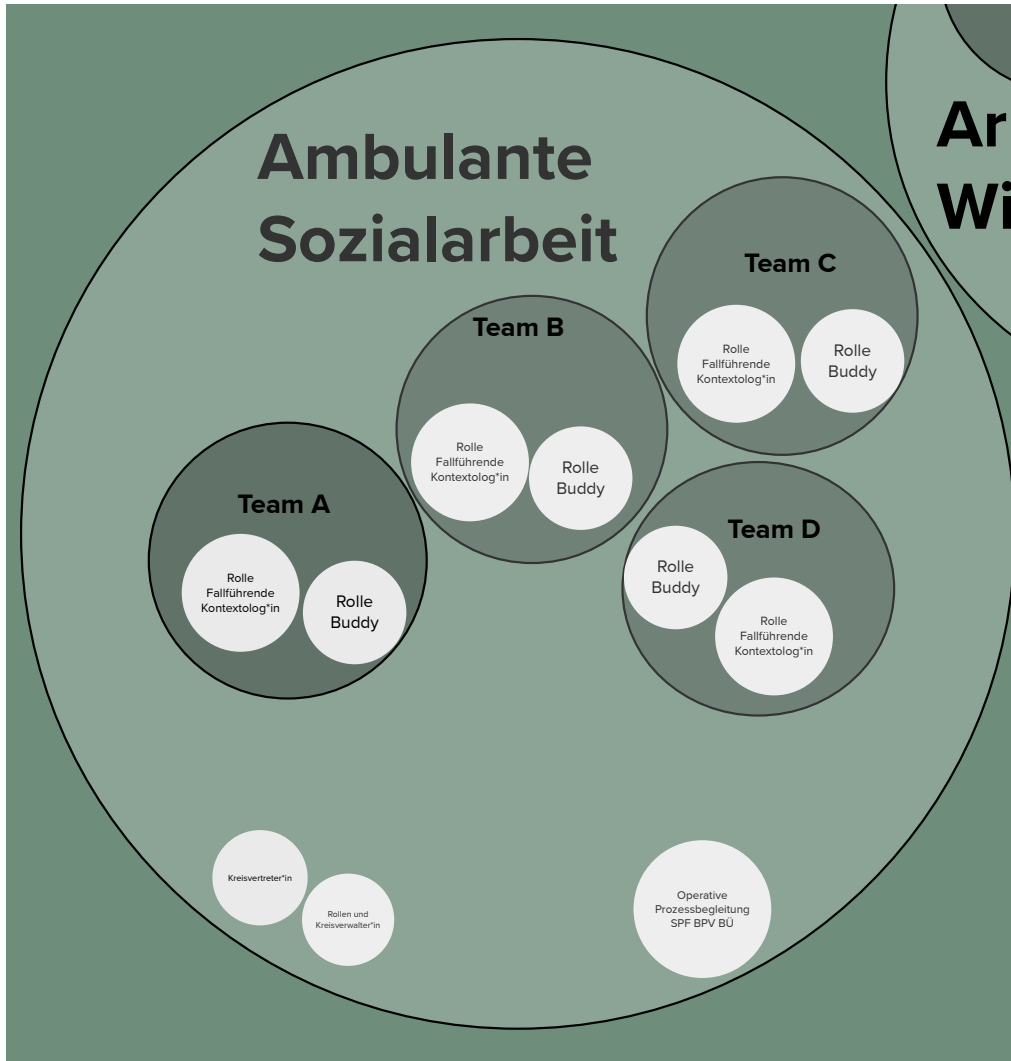 Ambulante
Sozialarbeit
Ar
Wi
Team C
Rolle
Fallführende
Kontextolog*in
Rolle
Buddy
Team B
Rolle
Fallführende
Kontextolog*in
Rolle
Buddy
Team A
Rolle
Fallführende
Kontextolog*in
Rolle
Buddy
Team D
Rolle
Buddy
Rolle
Fallführende
Kontextolog*in
Kreisvertreter*in
Rollen und
Kreisverwalter*in
Operative
Prozessbegleitung
SPF BPV BÜ